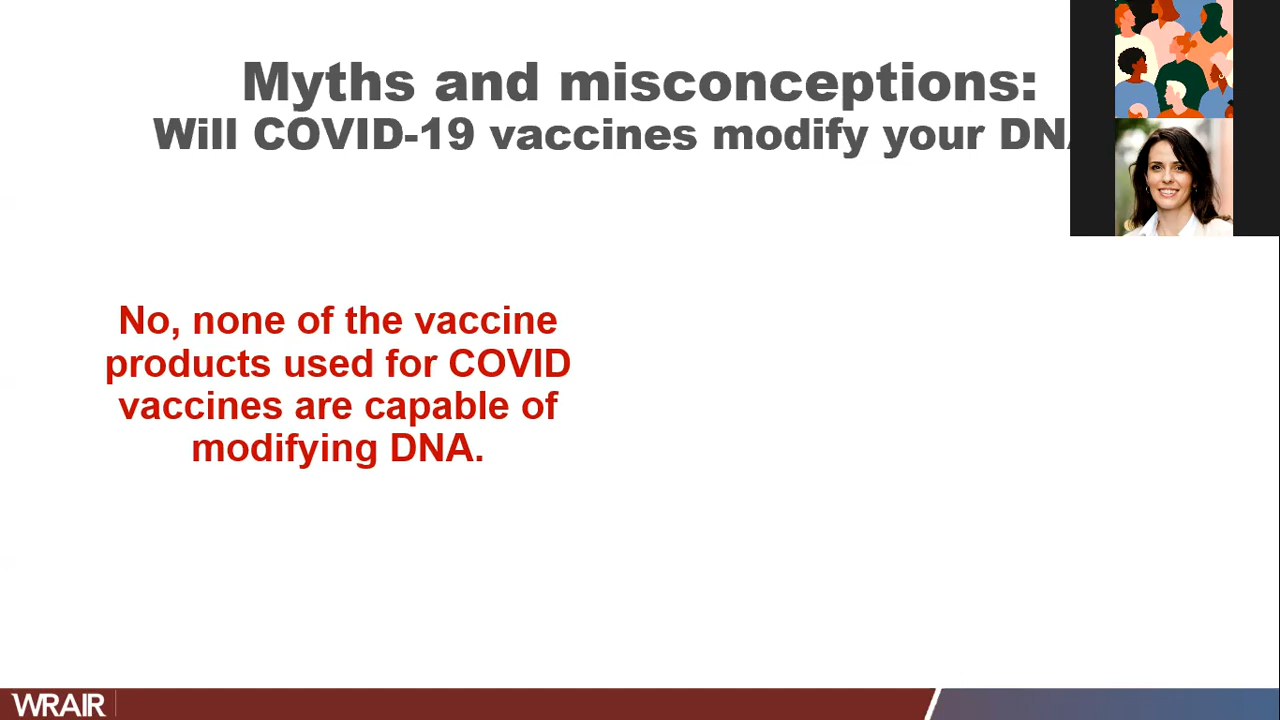 Myths and misconceptions:
Will COVID-19 vaccines modify your DN
No, none of the vaccine
products used for COVID
vaccines are capable of
modifying DNA.
WRAIR